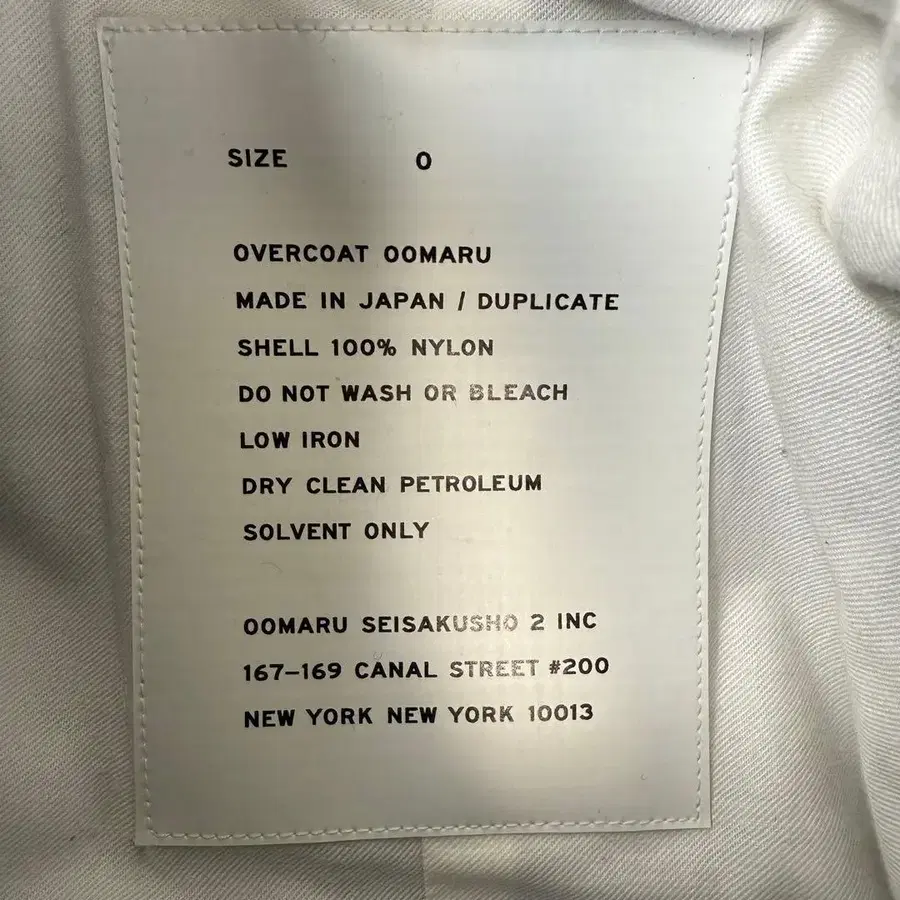 SIZE 0
OVERCOAT OOMARU
MADE IN JAPAN / DUPLICATE
SHELL 100% NYLON
DO NOT WASH OR BLEACH
LOW IRON
DRY CLEAN PETROLEUM
SOLVENT ONLY
OOMARU SEISAKUSHO 2 INC
167–169 CANAL STREET #200
NEW YORK NEW YORK 10013